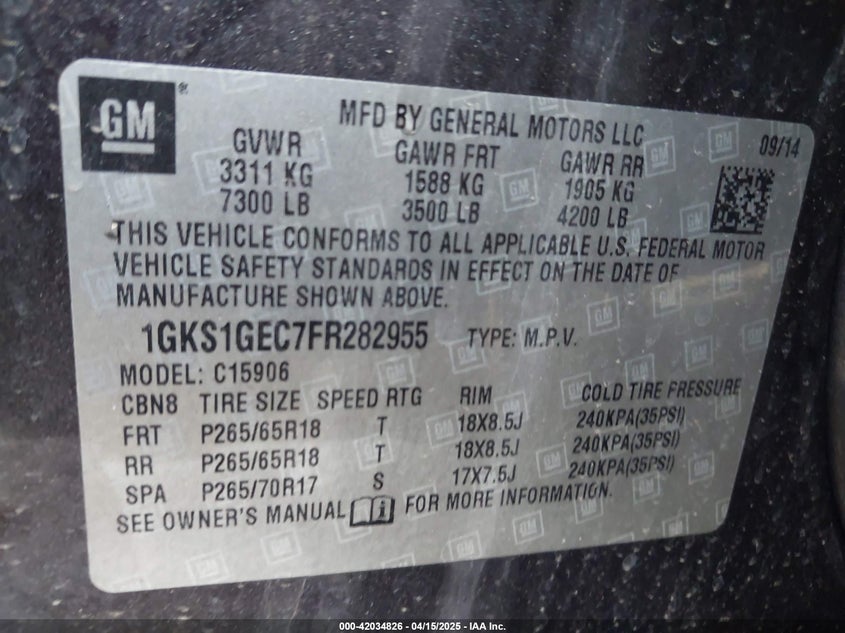 GM®
MFD BY GENERAL MOTORS LLC
09/14
GVWR GAWR FRT GAWR RR
3311 KG 1588 KG 1905 KG
7300 LB 3500 LB 4200 LB
THIS VEHICLE CONFORMS TO ALL APPLICABLE U.S. FEDERAL MOTOR
VEHICLE SAFETY STANDARDS IN EFFECT ON THE DATE OF
MANUFACTURE SHOWN ABOVE.
1GKS1GEC7FR282955 TYPE: M.P.V.
MODEL: C15906
CBN8 TIRE SIZE SPEED RTG RIM COLD TIRE PRESSURE
FRT P265/65R18 T 18X8.5J 240KPA(35PSI)
RR P265/65R18 T 18X8.5J 240KPA(35PSI)
SPA P265/70R17 S 17X7.5J 240KPA(35PSI)
SEE OWNER'S MANUAL i FOR MORE INFORMATION.
000-42034826 - 04/15/2025 - IAA Inc.